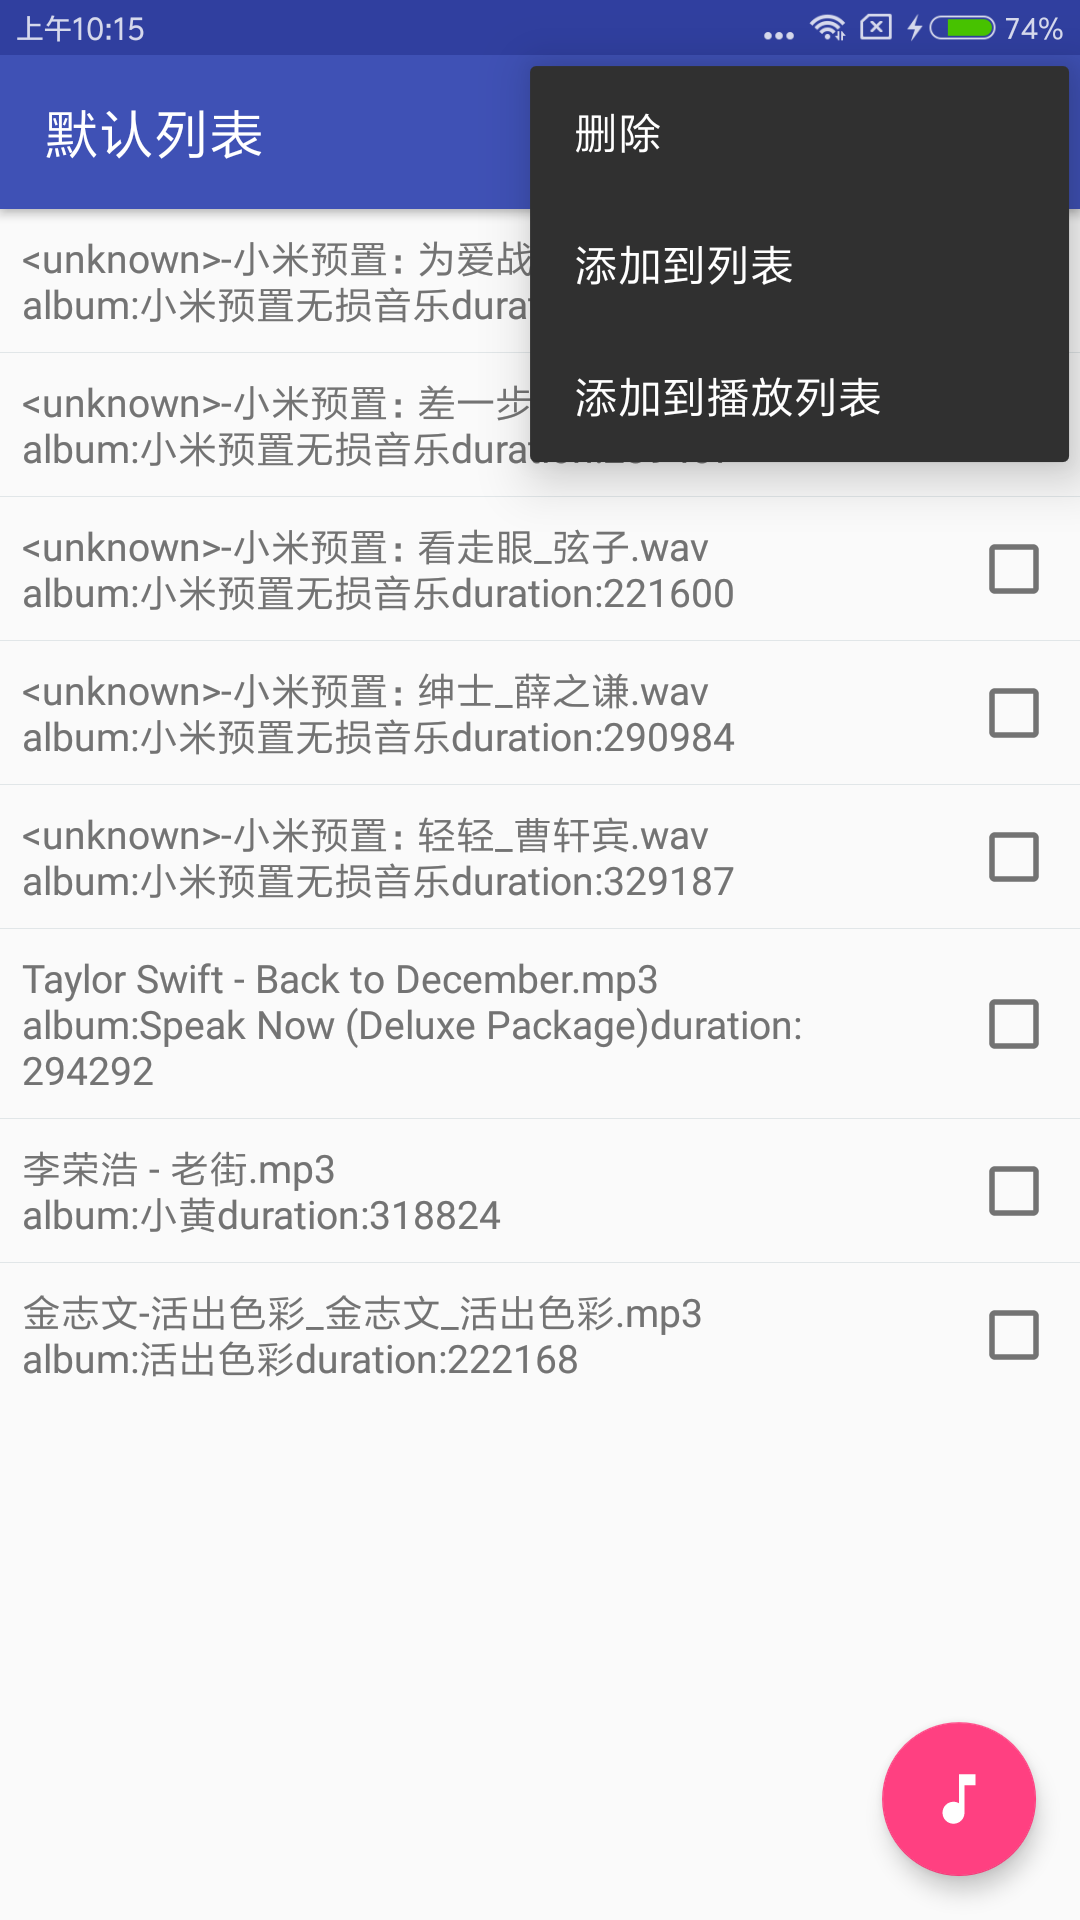 上午10:15
74%
默认列表
删除
添加到列表
添加到播放列表
<unknown>-小米预置：为爱战
album:小米预置无损音乐durat
<unknown>-小米预置：差一步
album:小米预置无损音乐durat
<unknown>-小米预置：看走眼_弦子.wav
album:小米预置无损音乐duration:221600
<unknown>-小米预置：绅士_薛之谦.wav
album:小米预置无损音乐duration:290984
<unknown>-小米预置：轻轻_曹轩宾.wav
album:小米预置无损音乐duration:329187
Taylor Swift - Back to December.mp3
album:Speak Now (Deluxe Package)duration:
294292
李荣浩 - 老街.mp3
album:小黄duration:318824
金志文-活出色彩_金志文_活出色彩.mp3
album:活出色彩duration:222168